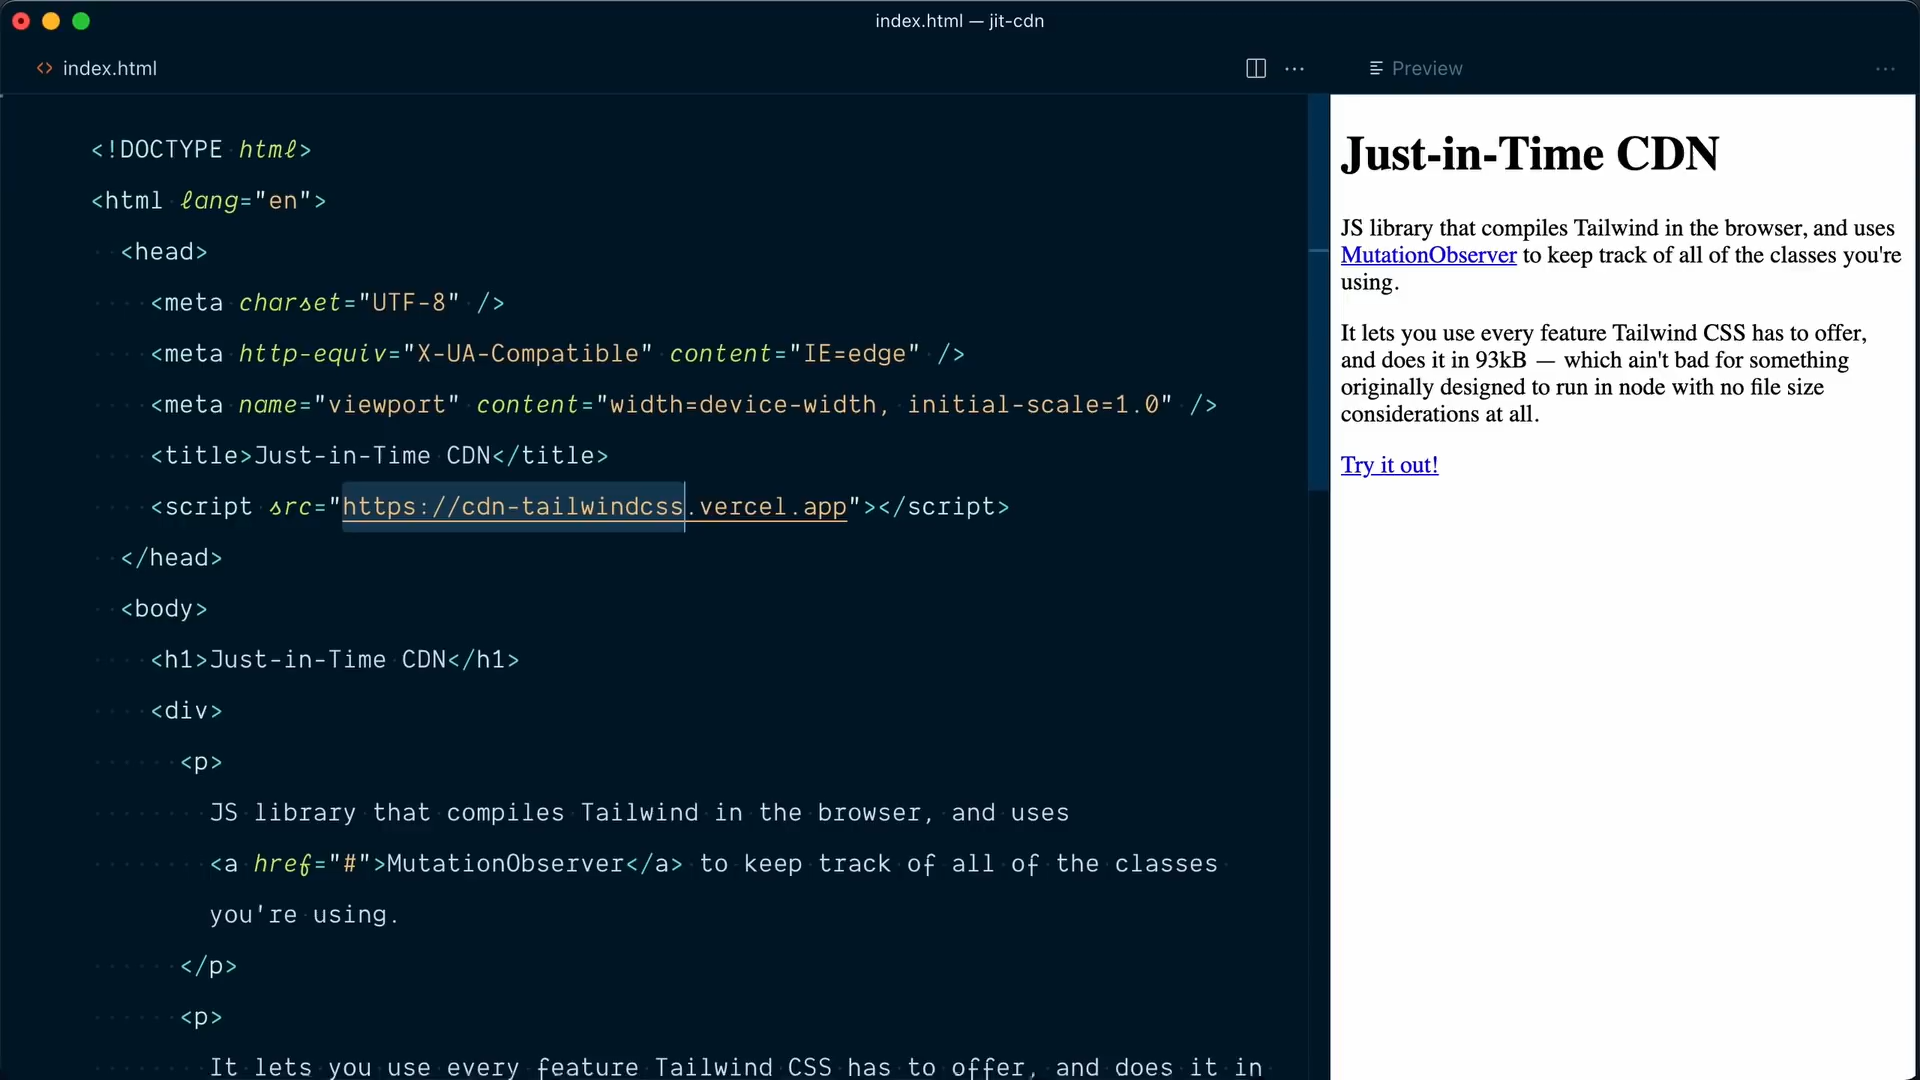 index.html — jit-cdn
<> index.html
Preview
<!DOCTYPE html>
<html lang="en">
<head>
<meta charset="UTF-8" />
<meta http-equiv="X-UA-Compatible" content="IE=edge" />
<meta name="viewport" content="width=device-width, initial-scale=1.0" />
<title>Just-in-Time CDN</title>
<script src="https://cdn-tailwindcss.vercel.app"></script>
</head>
<body>
<h1>Just-in-Time CDN</h1>
<div>
<p>
JS library that compiles Tailwind in the browser, and uses
<a href="#">MutationObserver</a> to keep track of all of the classes
you're using.
</p>
<p>
It lets you use every feature Tailwind CSS has to offer, and does it in
Just-in-Time CDN
JS library that compiles Tailwind in the browser, and uses
MutationObserver to keep track of all of the classes you're
using.
It lets you use every feature Tailwind CSS has to offer,
and does it in 93kB — which ain't bad for something
originally designed to run in node with no file size
considerations at all.
Try it out!